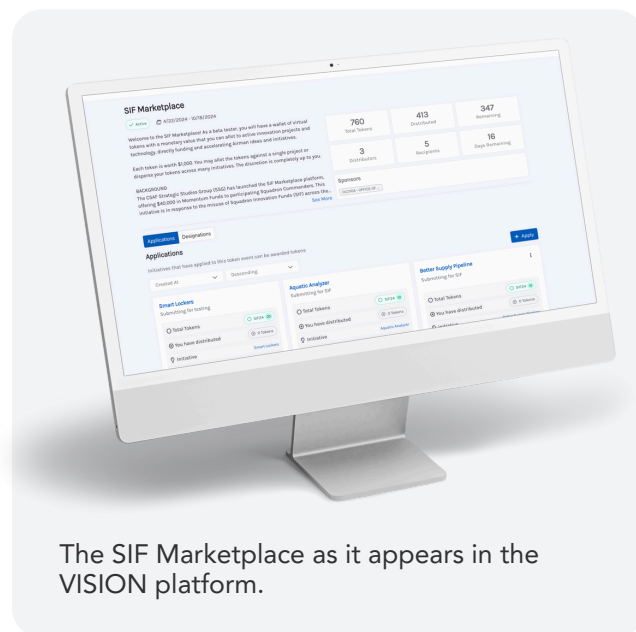 SIF Marketplace
Active 4/22/2024 - 10/18/2024
Welcome to the SIF Marketplace! As a beta tester, you will have a wallet of virtual
tokens with a monetary value that you can allot to active innovation projects and
technology, directly funding and accelerating Airman ideas and initiatives.
Each token is worth $1,000. You may allot the tokens against a single project or
disperse your tokens across many initiatives. The discretion is completely up to you
BACKGROUND
The CSAF Strategic Studies Group (SSG) has launched the SIF Marketplace platform,
offering $40,000 in Momentum Funds to participating Squadron Commanders. This
initiative is in response to the misuse of Squadron Innovation Funds (SIF) across the...
See More
760
Total Tokens
413
Distributed
347
Remaining
3
Distributors
5
Recipients
16
Days Remaining
Sponsors
Applications Designations
Applications
+ Apply
Initiatives that have applied to this token event can be awarded tokens
Created At Descending
Smart Lockers
Submitting for testing
Total Tokens
You have distributed
0 Tokens
Initiative
Smart Lockers
Aquatic Analyzer
Submitting for SIF
Total Tokens
You have distributed
0 Tokens
Initiative
Aquatic Analyzer
Better Supply Pipeline
Submitting for SIF
Total Tokens
You have distributed
0 Tokens
Initiative
The SIF Marketplace as it appears in the
VISION platform.